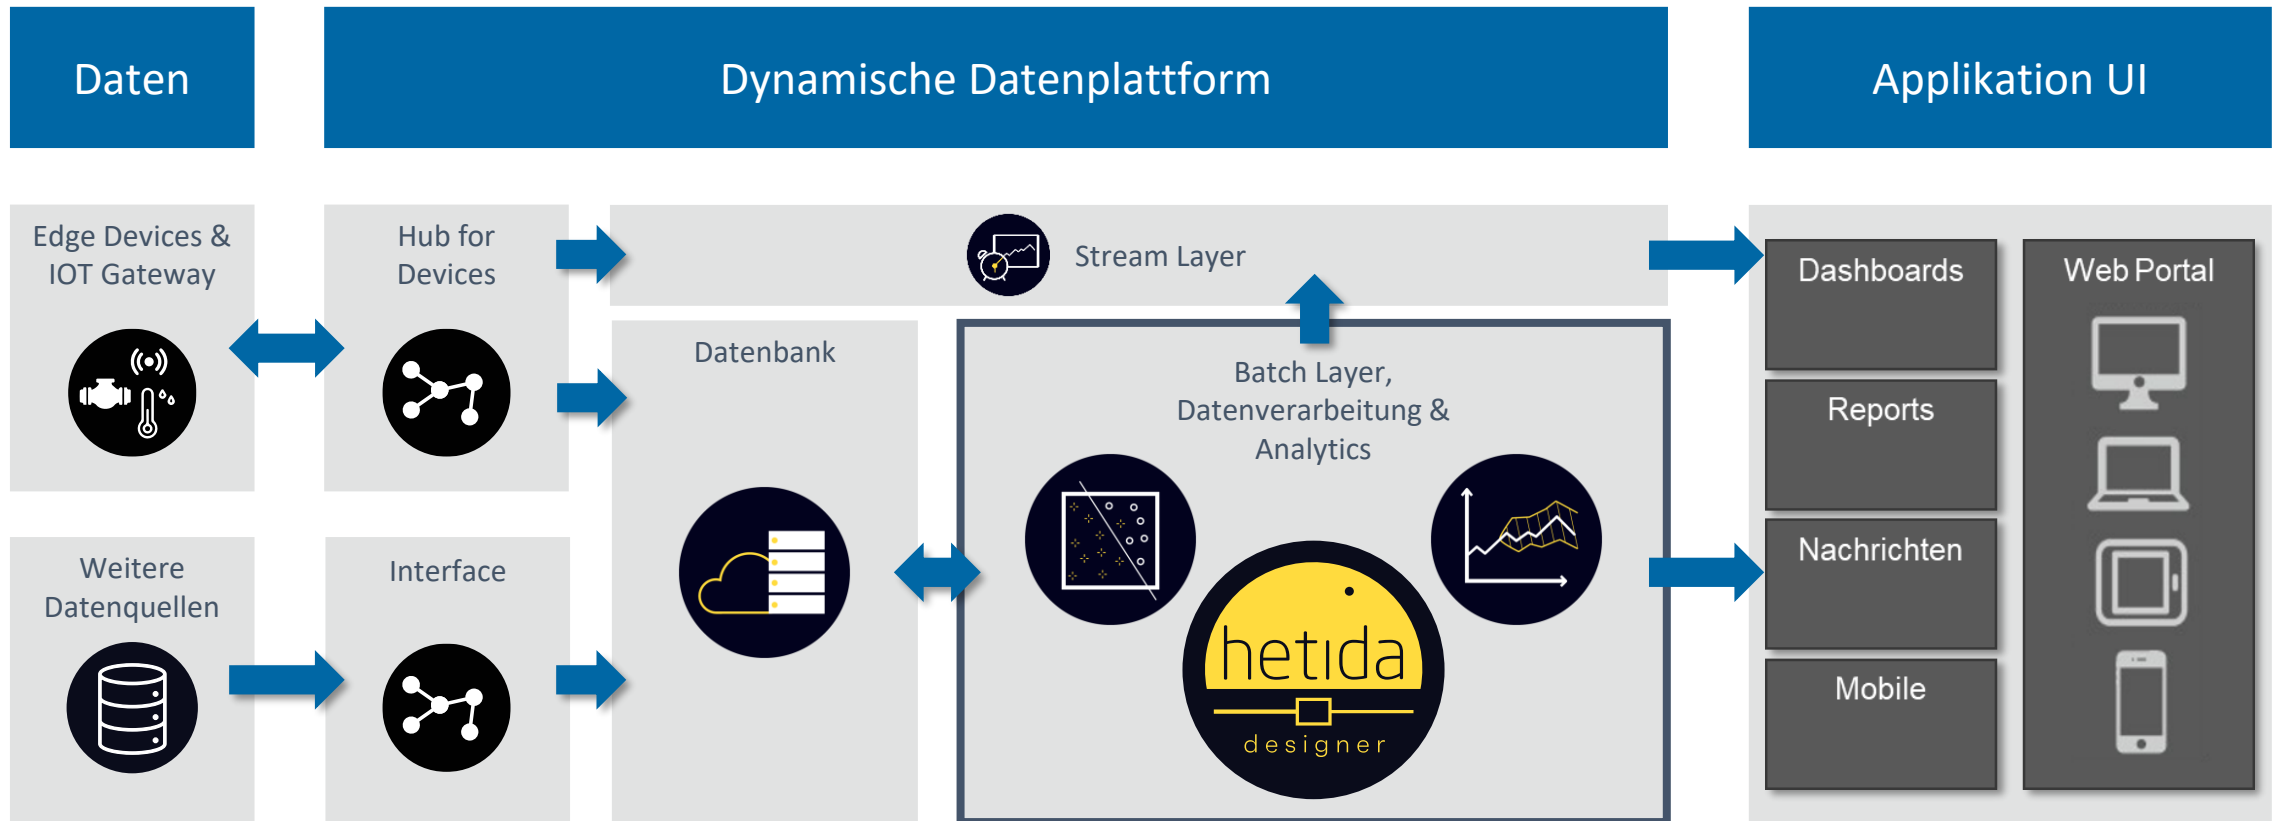 Daten
Dynamische Datenplattform
Applikation UI
Edge Devices &
IOT Gateway
Hub for
Devices
Stream Layer
Datenbank
Batch Layer,
Datenverarbeitung &
Analytics
Weitere
Datenquellen
Interface
hetida
designer
Dashboards
Reports
Nachrichten
Mobile
Web Portal